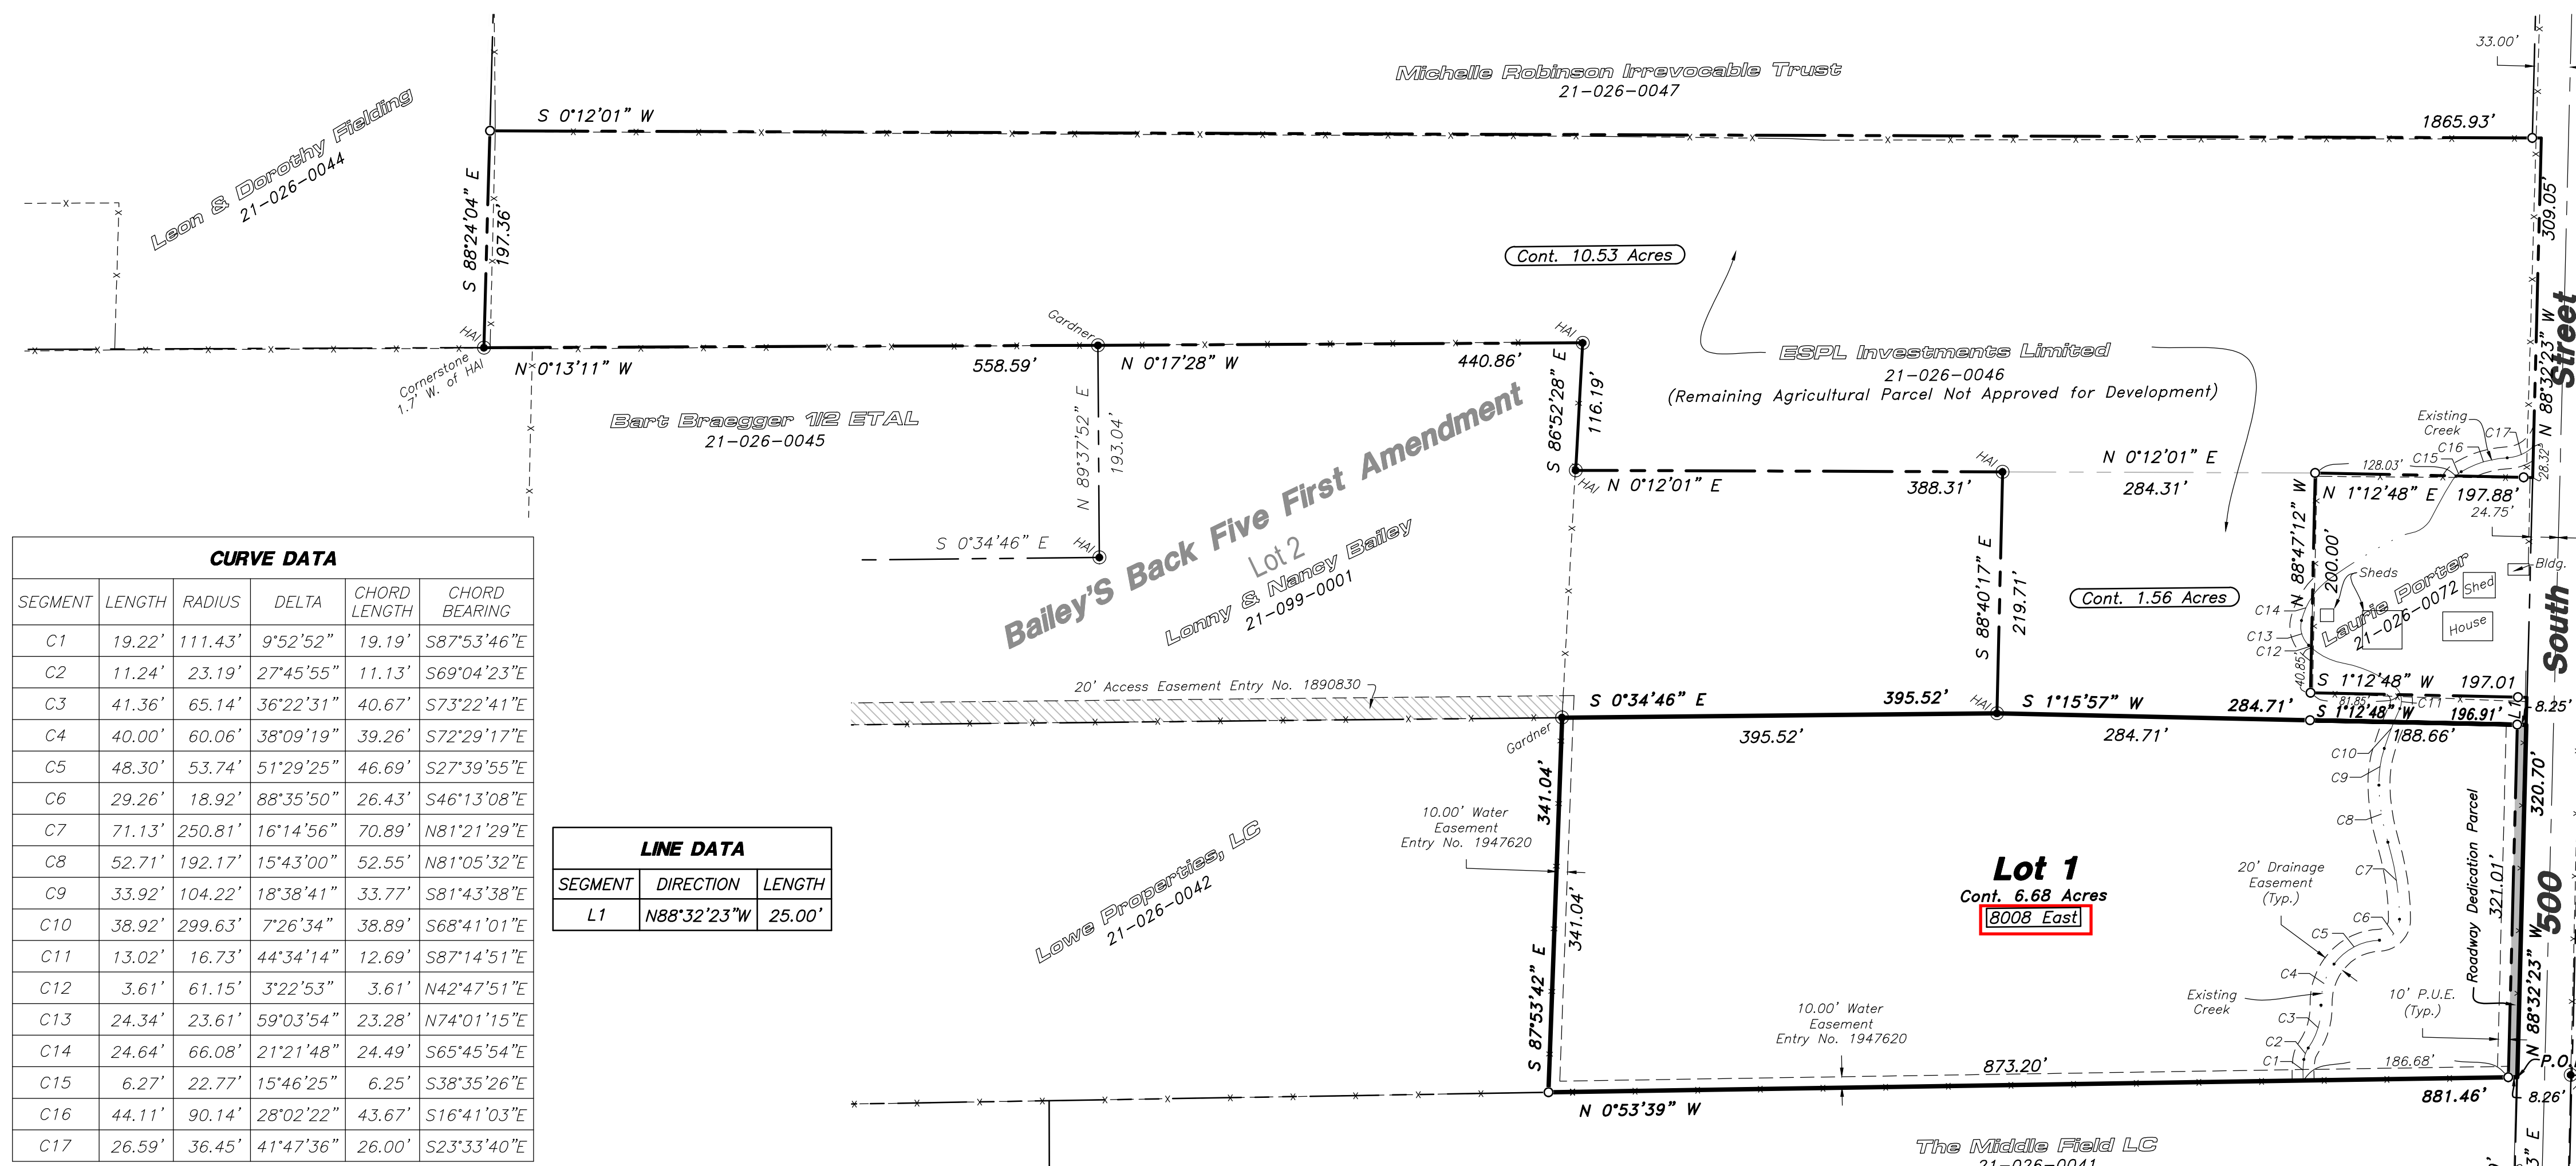 33.00'
Michelle Robinson Irrevocable Trust
21-026-0047
Leon & Dorothy Fielding
21-026-0044
S 0°12'01" W
1865.93'
S 88°24'04" E
197.36'
309.05'
N 88°32'23" W
Cont. 10.53 Acres
HAI
Cornerstone
1.7' W. of HAI
N 0°13'11" W
558.59'
Gardner
N 0°17'28" W
440.86'
HAI
S 86°52'28" E
116.19'
ESPL Investments Limited
21-026-0046
(Remaining Agricultural Parcel Not Approved for Development)
Bart Braegger 1/2 ETAL
21-026-0045
N 89°37'52" E
193.04'
S 0°34'46" E
HAI
Bailey'S Back Five First Amendment
Lot 2
Lonny & Nancy Bailey
21-099-0001
HAI
N 0°12'01" E
388.31'
HAI
N 0°12'01" E
284.31'
Existing
Creek
C17
C16
C15
128.03'
28.32'
N 1°12'48" E
197.88'
24.75'
N 88°47'12" W
200.00'
S 88°40'17" E
219.71'
Cont. 1.56 Acres
Sheds
Laurie Porter
21-026-0072
Shed
House
Bldg.
C14
C13
C12
40.85'
S 1°12'48" W
197.01
81.85'
C11
L1
8.25'
S 1°12'48" W
196.91'
188.66'
20' Access Easement Entry No. 1890830
S 0°34'46" E
395.52'
HAI
S 1°15'57" W
284.71'
395.52'
284.71'
Gardner
341.04'
341.04'
S 87°53'42" E
10.00' Water
Easement
Entry No. 1947620
Lowe Properties, LC
21-026-0042
Lot 1
Cont. 6.68 Acres
8008 East
C10
C9
C8
C7
C6
C5
C4
C3
C2
C1
20' Drainage
Easement
(Typ.)
Existing
Creek
10' P.U.E.
(Typ.)
Roadway Dedication Parcel
321.01'
320.70'
N 88°32'23" W
500 South Street
10.00' Water
Easement
Entry No. 1947620
873.20'
186.68'
P.O.
N 0°53'39" W
881.46'
8.26'
The Middle Field LC
21-026-0041
3" E
CURVE DATA
SEGMENT LENGTH RADIUS DELTA CHORD LENGTH CHORD BEARING
C1 19.22' 111.43' 9°52'52" 19.19' S87°53'46"E
C2 11.24' 23.19' 27°45'55" 11.13' S69°04'23"E
C3 41.36' 65.14' 36°22'31" 40.67' S73°22'41"E
C4 40.00' 60.06' 38°09'19" 39.26' S72°29'17"E
C5 48.30' 53.74' 51°29'25" 46.69' S27°39'55"E
C6 29.26' 18.92' 88°35'50" 26.43' S46°13'08"E
C7 71.13' 250.81' 16°14'56" 70.89' N81°21'29"E
C8 52.71' 192.17' 15°43'00" 52.55' N81°05'32"E
C9 33.92' 104.22' 18°38'41" 33.77' S81°43'38"E
C10 38.92' 299.63' 7°26'34" 38.89' S68°41'01"E
C11 13.02' 16.73' 44°34'14" 12.69' S87°14'51"E
C12 3.61' 61.15' 3°22'53" 3.61' N42°47'51"E
C13 24.34' 23.61' 59°03'54" 23.28' N74°01'15"E
C14 24.64' 66.08' 21°21'48" 24.49' S65°45'54"E
C15 6.27' 22.77' 15°46'25" 6.25' S38°35'26"E
C16 44.11' 90.14' 28°02'22" 43.67' S16°41'03"E
C17 26.59' 36.45' 41°47'36" 26.00' S23°33'40"E
LINE DATA
SEGMENT DIRECTION LENGTH
L1 N88°32'23"W 25.00'